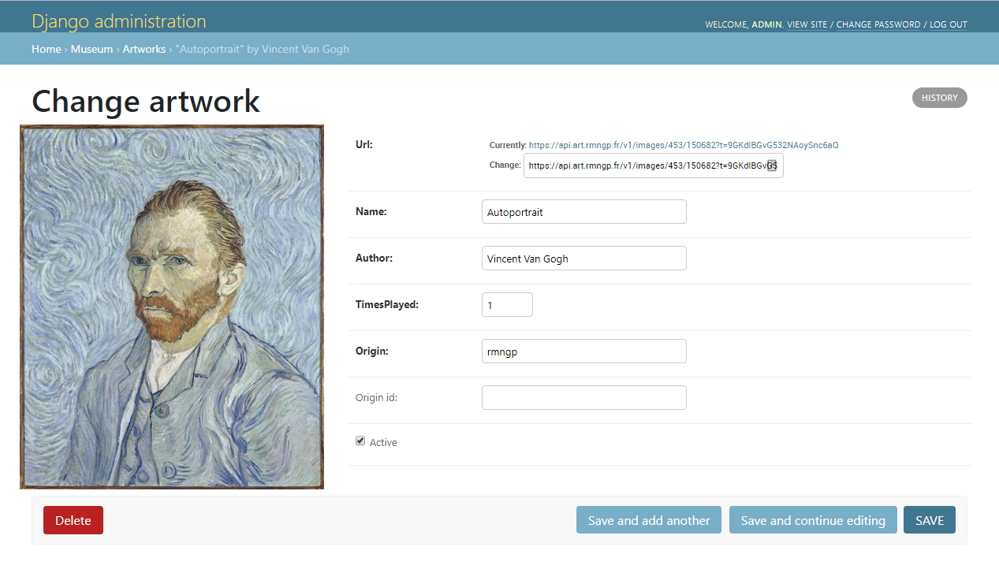 Django administration
WELCOME, ADMIN. VIEW SITE / CHANGE PASSWORD / LOG OUT
Home › Museum › Artworks › "Autoportrait" by Vincent Van Gogh
Change artwork
HISTORY
Url:
Currently: https://api.art.rmngp.fr/v1/images/453/150682?t=9GKdlBGvG532NAoySnc6aQ
Change: https://api.art.rmngp.fr/v1/images/453/150682?t=9GKdlBGvG5
Name: Autoportrait
Author: Vincent Van Gogh
TimesPlayed: 1
Origin: rmngp
Origin id:
Active
Delete
Save and add another
Save and continue editing
SAVE